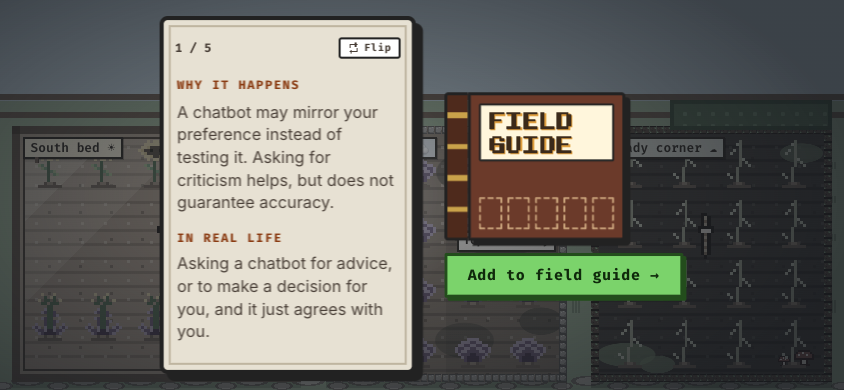 1 / 5
Flip
WHY IT HAPPENS
A chatbot may mirror your
preference instead of
testing it. Asking for
criticism helps, but does not
guarantee accuracy.
IN REAL LIFE
Asking a chatbot for advice,
or to make a decision for
you, and it just agrees with
you.
FIELD
GUIDE
Add to field guide →
South bed ☀
dy corner ☁